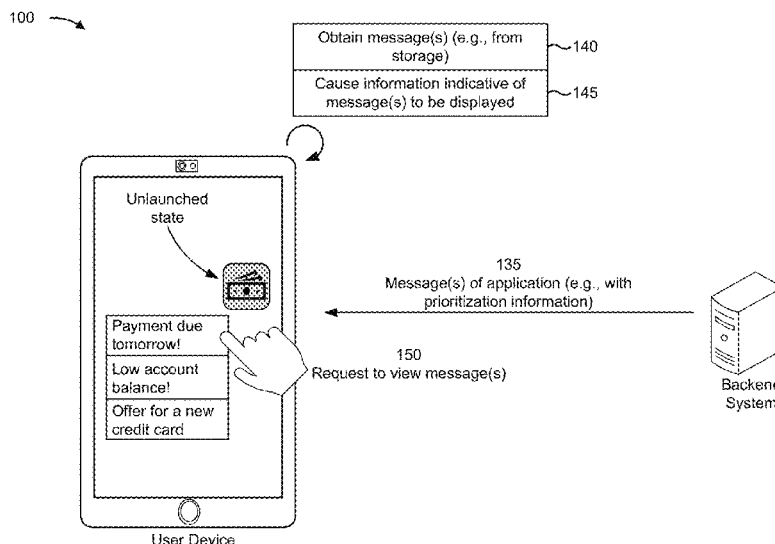 100
Obtain message(s) (e.g., from
storage)
140
Cause information indicative of
message(s) to be displayed
145
Unlaunched
state
135
Message(s) of application (e.g., with
prioritization information)
Payment due
tomorrow!
Low account
balance!
Offer for a new
credit card
150
Request to view message(s)
Backend
System
User Device